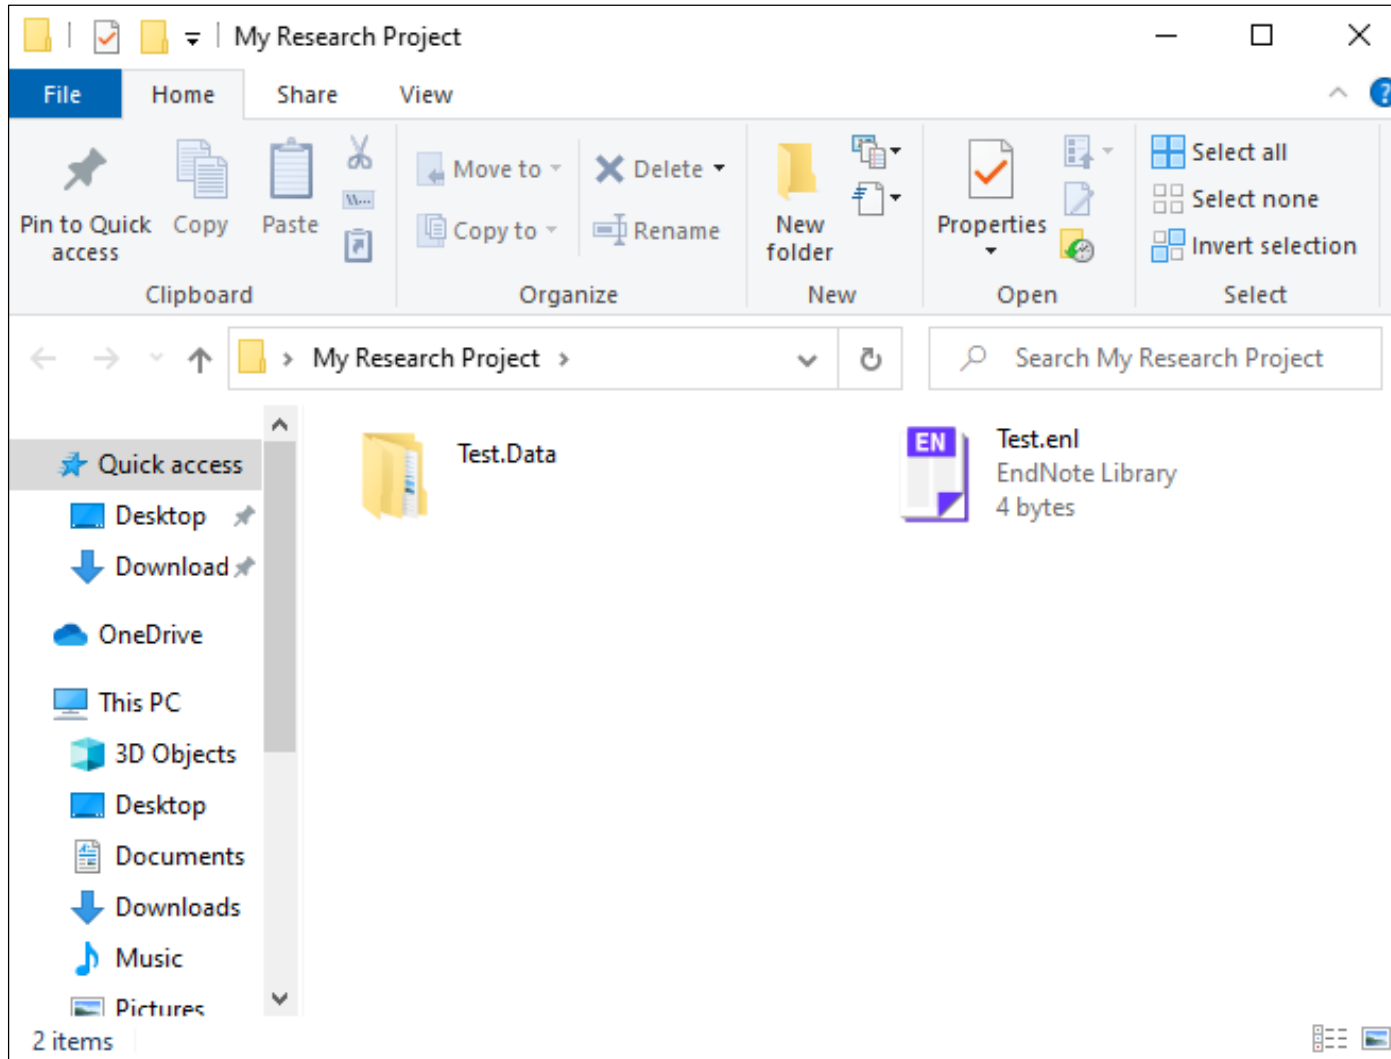 My Research Project
File Home Share View
?
Pin to Quick access
Copy
Paste
W...
Clipboard
Move to
Copy to
Delete
Rename
Organize
New folder
New
Properties
Open
Select all
Select none
Invert selection
Select
My Research Project
Search My Research Project
Quick access
Desktop
Download
OneDrive
This PC
3D Objects
Desktop
Documents
Downloads
Music
Pictures
Test.Data
EN
Test.enl
EndNote Library
4 bytes
2 items